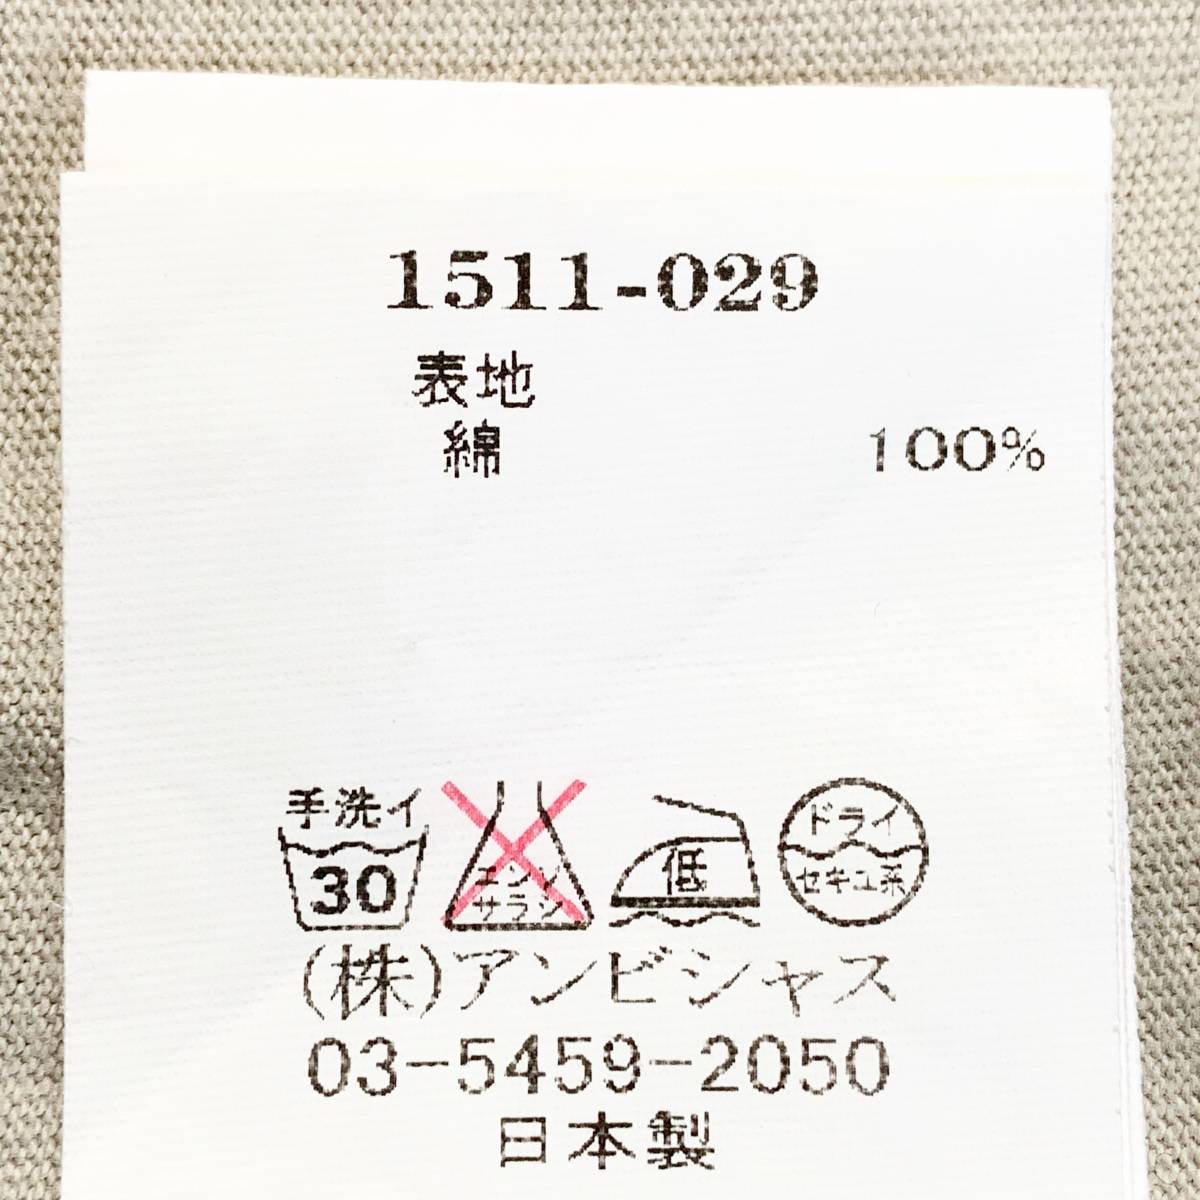 1511-029
表地
綿 100%
手洗イ エンソ 低 ドライ
30 サラシ セキユ系
(株)アンビシャス
03-5459-2050
日本製